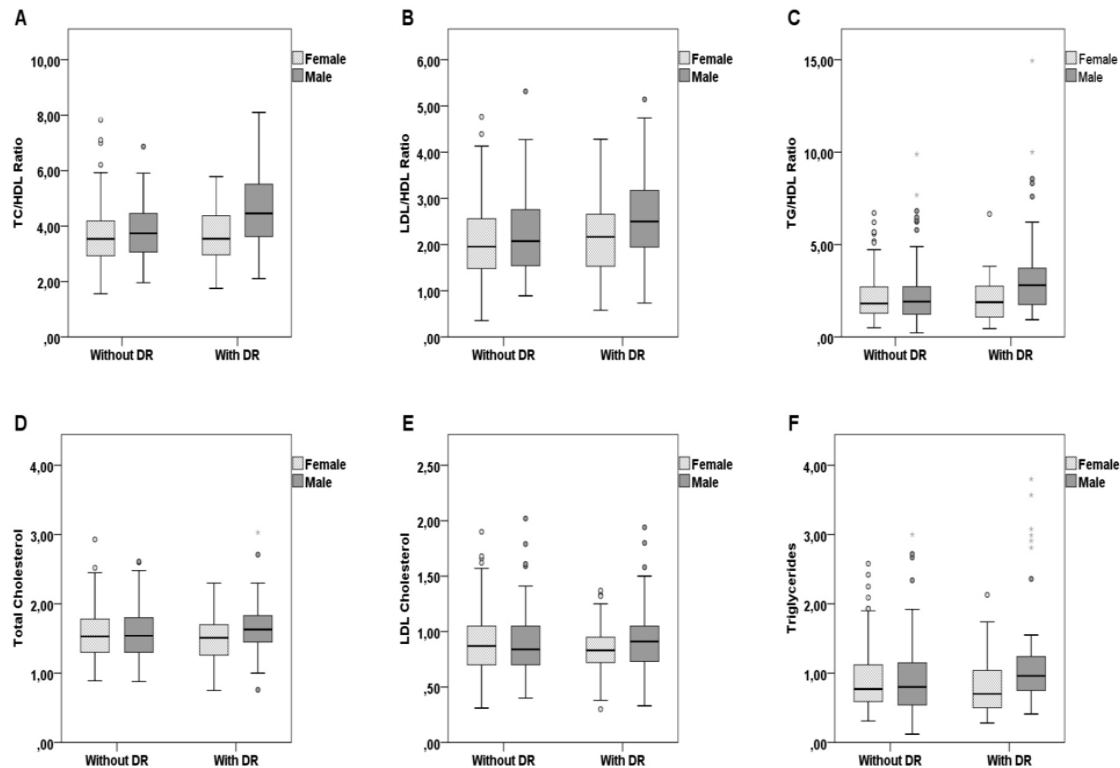 A
TC/HDL Ratio
10,00
8,00
6,00
4,00
2,00
,00
Without DR
With DR
Female
Male
B
LDL/HDL Ratio
6,00
5,00
4,00
3,00
2,00
1,00
,00
Without DR
With DR
Female
Male
C
TG/HDL Ratio
15,00
10,00
5,00
,00
Without DR
With DR
Female
Male
D
Total Cholesterol
4,00
3,00
2,00
1,00
,00
Without DR
With DR
Female
Male
E
LDL Cholesterol
2,50
2,00
1,50
1,00
,50
,00
Without DR
With DR
Female
Male
F
Triglycerides
4,00
3,00
2,00
1,00
,00
Without DR
With DR
Female
Male